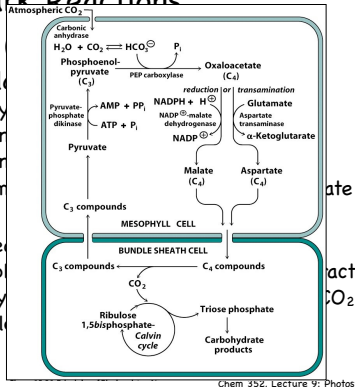 Atmospheric CO₂
Carbonic
anhydrase
H₂O + CO₂ ⇌ HCO₃⊖ Pᵢ
Phosphoenol-
pyruvate
(C₃)
PEP carboxylase
Oxaloacetate
(C₄)
reduction or transamination
NADPH + H⊕
Glutamate
NADP⊕-malate
dehydrogenase
Aspartate
transaminase
NADP⊕
α-Ketoglutarate
Pyruvate-
phosphate
dikinase
AMP + PPᵢ
ATP + Pᵢ
Pyruvate
Malate
(C₄)
Aspartate
(C₄)
ate
C₃ compounds
MESOPHYLL CELL
BUNDLE SHEATH CELL
C₃ compounds
C₄ compounds
ract
CO₂
CO₂
Ribulose
1,5bisphosphate-
Calvin
cycle
Triose phosphate
Carbohydrate
products
Chem 352, Lecture 9: Photos